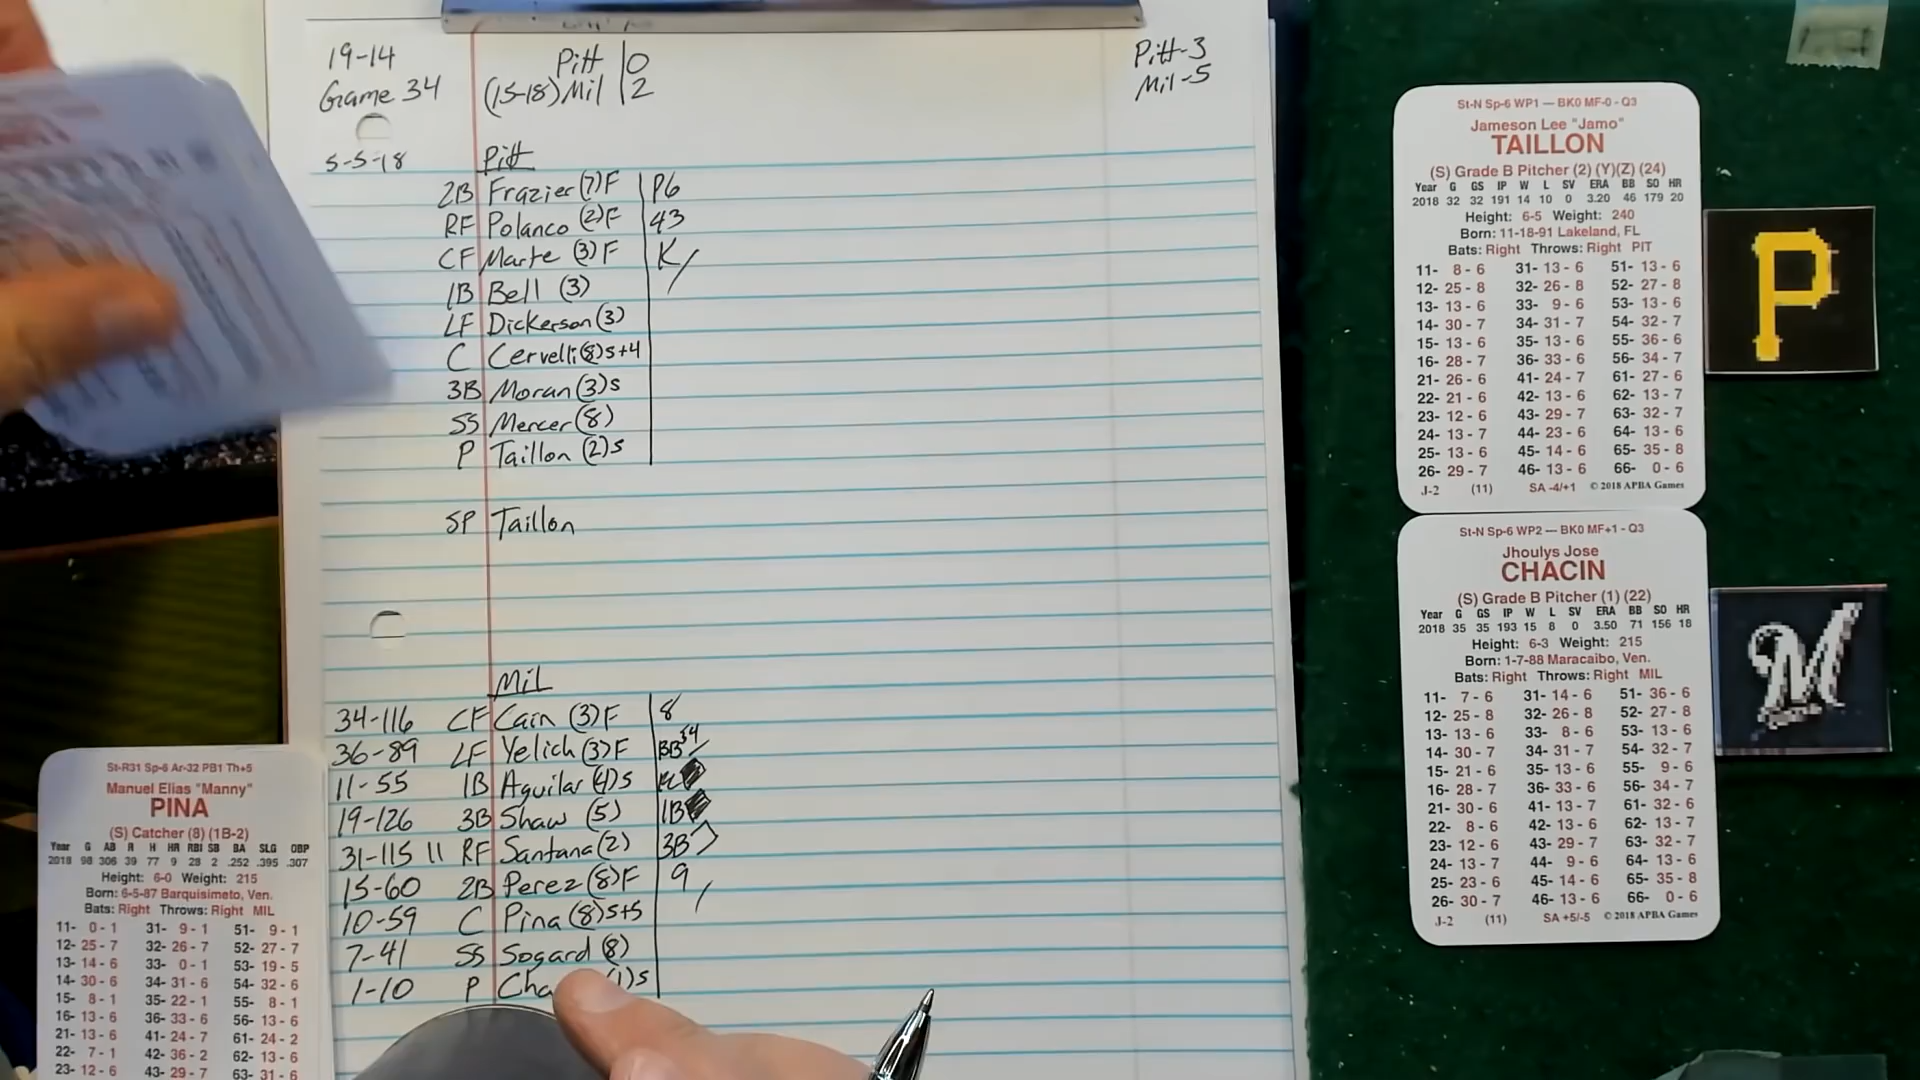 19-14 Pitt | 0 Pitt-3
Game 34 (15-18) Mil | 2 Mil-5
5-5-18 Pitt
2B Frazier (7) F P6
RF Polanco (2) F 43
CF Marte (3) F K
1B Bell (3)
LF Dickerson (3)
C Cervelli (8) s+4
3B Moran (3) s
SS Mercer (8)
P Taillon (2) s
SP Taillon
Mil
34-116 CF Cain (3) F 8
36-89 LF Yelich (3) F BB 54
11-55 1B Aguilar (4) s
19-126 3B Shaw (5) 1B
31-115 11 RF Santana (2) 3B
15-60 2B Perez (8) F 9
10-59 C Pina (8) s+5
7-41 SS Sogard (8)
1-10 P Cha (1) s
St-R31 Sp-6 Ar-32 PB1 Th+5
Manuel Elias "Manny"
PINA
(S) Catcher (8) (1B-2)
Year G AB R H HR RBI SB BA SLG OBP
2018 98 306 39 77 9 28 2 .252 .395 .307
Height: 6-0 Weight: 215
Born: 6-5-87 Barquisimeto, Ven.
Bats: Right Throws: Right MIL
11- 0 - 1 31- 9 - 1 51- 9 - 1
12- 25 - 7 32- 26 - 7 52- 27 - 7
13- 14 - 6 33- 0 - 1 53- 19 - 5
14- 30 - 6 34- 31 - 6 54- 32 - 6
15- 8 - 1 35- 22 - 1 55- 8 - 1
16- 13 - 6 36- 33 - 6 56- 13 - 6
21- 13 - 6 41- 24 - 7 61- 24 - 2
22- 7 - 1 42- 36 - 2 62- 13 - 6
23- 12 - 6 43- 29 - 7 63- 31 - 6
St-N Sp-6 WP1 — BK0 MF-0 - Q3
Jameson Lee "Jamo"
TAILLON
(S) Grade B Pitcher (2) (Y)(Z) (24)
Year G GS IP W L SV ERA BB SO HR
2018 32 32 191 14 10 0 3.20 46 179 20
Height: 6-5 Weight: 240
Born: 11-18-91 Lakeland, FL
Bats: Right Throws: Right PIT
11- 8 - 6 31- 13 - 6 51- 13 - 6
12- 25 - 8 32- 26 - 8 52- 27 - 8
13- 13 - 6 33- 9 - 6 53- 13 - 6
14- 30 - 7 34- 31 - 7 54- 32 - 7
15- 13 - 6 35- 13 - 6 55- 36 - 6
16- 28 - 7 36- 33 - 6 56- 34 - 7
21- 26 - 6 41- 24 - 7 61- 27 - 6
22- 21 - 6 42- 13 - 6 62- 13 - 7
23- 12 - 6 43- 29 - 7 63- 32 - 7
24- 13 - 7 44- 23 - 6 64- 13 - 6
25- 13 - 6 45- 14 - 6 65- 35 - 8
26- 29 - 7 46- 13 - 6 66- 0 - 6
J-2 (11) SA -4/+1 © 2018 APBA Games
P
St-N Sp-6 WP2 — BK0 MF+1 - Q3
Jhoulys Jose
CHACIN
(S) Grade B Pitcher (1) (22)
Year G GS IP W L SV ERA BB SO HR
2018 35 35 193 15 8 0 3.50 71 156 18
Height: 6-3 Weight: 215
Born: 1-7-88 Maracaibo, Ven.
Bats: Right Throws: Right MIL
11- 7 - 6 31- 14 - 6 51- 36 - 6
12- 25 - 8 32- 26 - 8 52- 27 - 8
13- 13 - 6 33- 8 - 6 53- 13 - 6
14- 30 - 7 34- 31 - 7 54- 32 - 7
15- 21 - 6 35- 13 - 6 55- 9 - 6
16- 28 - 7 36- 33 - 6 56- 34 - 7
21- 30 - 6 41- 13 - 7 61- 32 - 6
22- 8 - 6 42- 13 - 6 62- 13 - 7
23- 12 - 6 43- 29 - 7 63- 32 - 7
24- 13 - 7 44- 9 - 6 64- 13 - 6
25- 23 - 6 45- 14 - 6 65- 35 - 8
26- 30 - 7 46- 13 - 6 66- 0 - 6
J-2 (11) SA +5/-5 © 2018 APBA Games
M